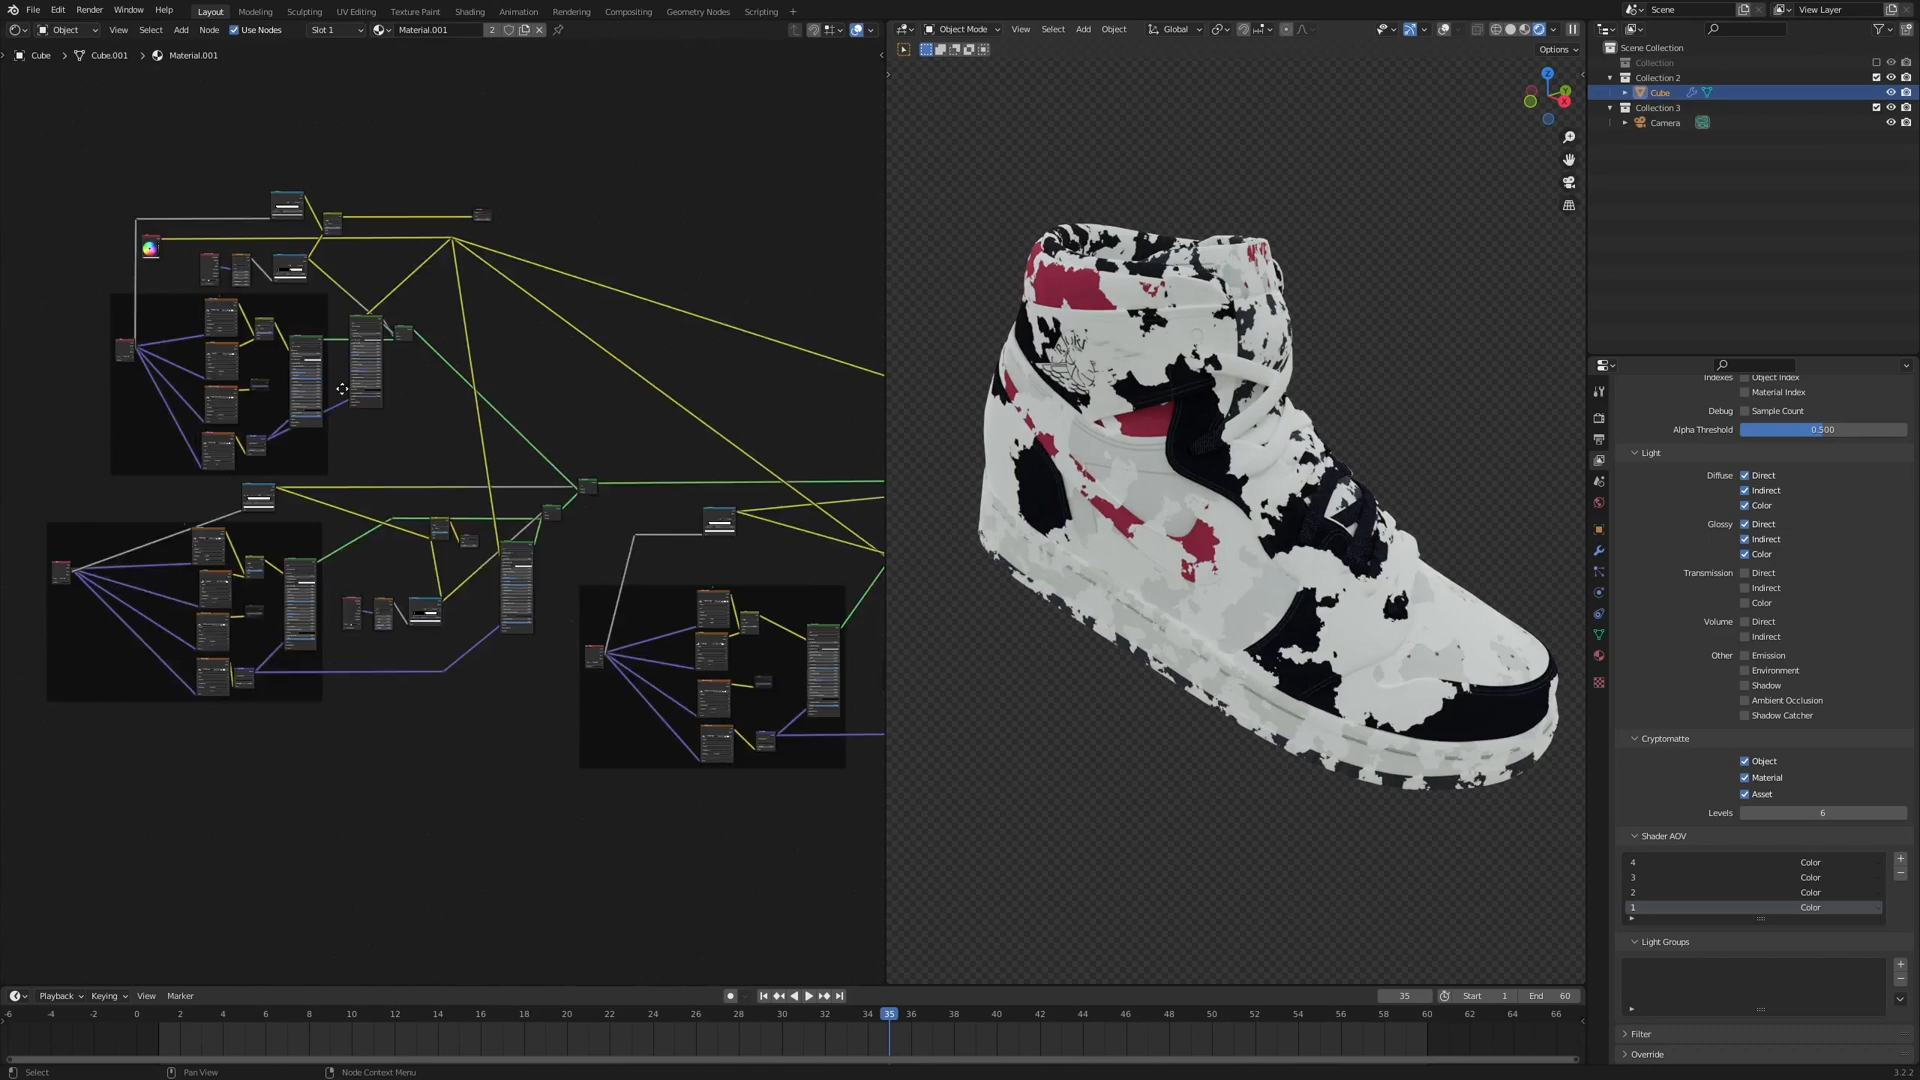 File Edit Render Window Help Layout Modeling Sculpting UV Editing Texture Paint Shading Animation Rendering Compositing Geometry Nodes Scripting + Scene View Layer
Object View Select Add Node Use Nodes Slot 1 Material.001 2
Object Mode View Select Add Object Global
Options
Cube > Cube.001 > Material.001
Z
Y
X
Scene Collection
Collection
Collection 2
Cube
Collection 3
Camera
Indexes Object Index
Material Index
Debug Sample Count
Alpha Threshold 0.500
Light
Diffuse Direct
Indirect
Color
Glossy Direct
Indirect
Color
Transmission Direct
Indirect
Color
Volume Direct
Indirect
Other Emission
Environment
Shadow
Ambient Occlusion
Shadow Catcher
Cryptomatte
Object
Material
Asset
Levels 6
Shader AOV
4 Color
3 Color
2 Color
1 Color
Light Groups
Filter
Override
Playback Keying View Marker 35 Start 1 End 60
-6 -4 -2 0 2 4 6 8 10 12 14 16 18 20 22 24 26 28 30 32 34 35 36 38 40 42 44 46 48 50 52 54 56 58 60 62 64 66
Select Pan View Node Context Menu 3.2.2